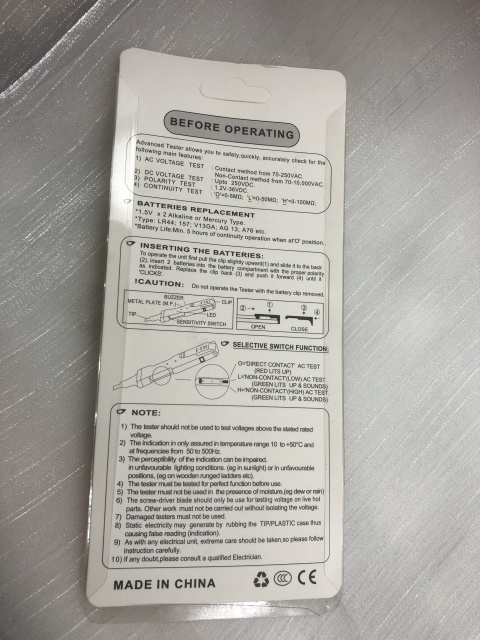 BEFORE OPERATING
Advanced Tester allows you to safety,quickly, accurately check for the
following main features:
1) AC VOLTAGE TEST : Contact method from 70-250VAC.
Non-Contact method from 70-10,000VAC.
2) DC VOLTAGE TEST : Upto 250VDC.
3) POLARITY TEST : 1.2V-36VDC.
4) CONTINUITY TEST : 'O'=0-5MΩ; 'L'=0-50MΩ; 'H'=0-100MΩ;
BATTERIES REPLACEMENT
*1.5V x 2 Alkaline or Mercury Type.
*Type: LR44; 157; V13GA; AG 13; A76 etc.
*Battery Life:Min. 5 hours of continuity operation when at'O' position.
INSERTING THE BATTERIES:
To operate the unit first pull the clip slightly upward(1) and slide it to the back
(2), insert 2 batteries into the battery compartment with the proper polarity
as indicated. Replace the clip back (3) and push it forward (4) until it
'CLICKS'.
!CAUTION: Do not operate the Tester with the battery clip removed.
BUZZER
METAL PLATE (M.P.)
CLIP
TIP
LED
SENSITIVITY SWITCH
② ① ③ ④
OPEN CLOSE
SELECTIVE SWITCH FUNCTION:
O='DIRECT CONTACT' AC TEST
(RED LITS UP)
L='NON-CONTACT'(LOW) AC TEST.
(GREEN LITS UP & SOUNDS)
H='NON-CONTACT'(HIGH) AC TEST.
(GREEN LITS UP & SOUNDS)
NOTE:
1) The tester should not be used to test voltages above the stated rated
voltage.
2) The indication in only assured in temperature range 10 to +50°C and
at frequencies from 50 to 500Hz.
3) The perceptibility of the indication can be impaired.
in unfavourable lighting conditions. (eg in sunlight) or in unfavourable
positions, (eg on wooden runged ladders etc).
4) The tester must be tested for perfect function before use.
5) The tester must not be used in the presence of moisture,(eg dew or rain)
6) The screw-driver blade should only be use for testing voltage on live hot
parts. Other work must not be carried out without isolating the voltage.
7) Damaged testers must not be used.
8) Static electricity may generate by rubbing the TIP/PLASTIC case thus
causing false reading (indication).
9) As with any electrical unit, extreme care should be taken,so please follow
instruction carefully.
10) If any doubt,please consult a qualified Electrician.
MADE IN CHINA CCC CE